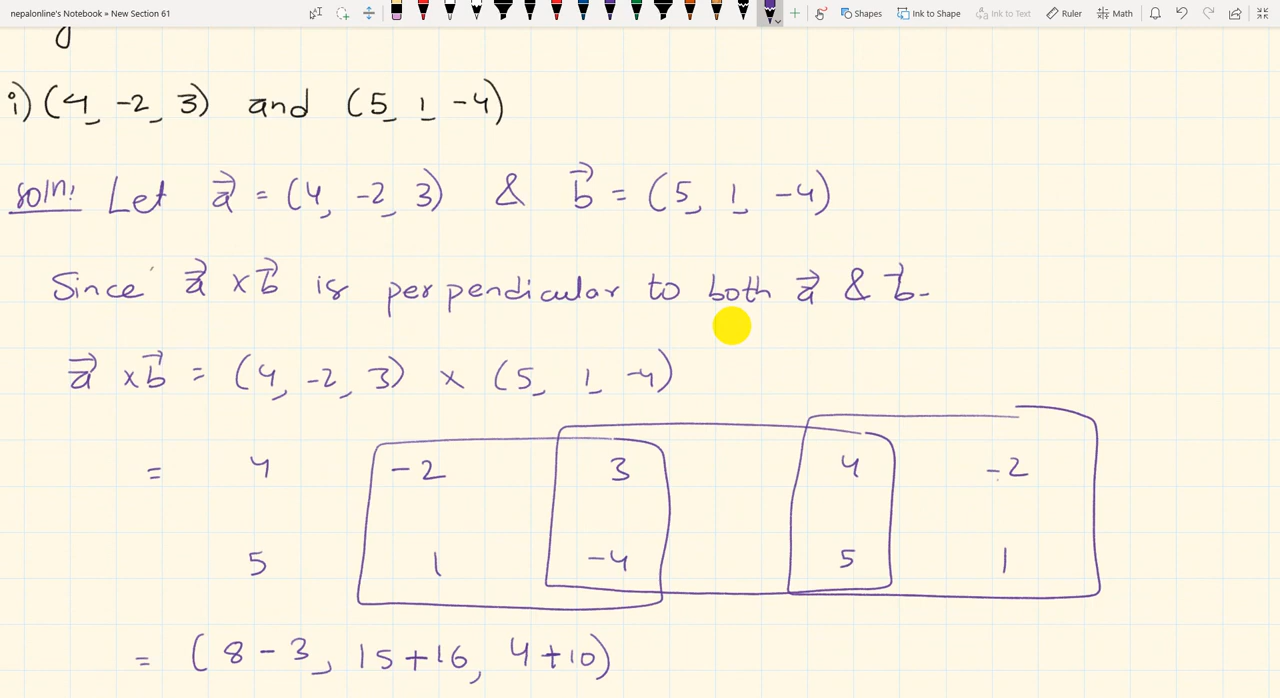 nepalonline's Notebook » New Section 61 Shapes Ink to Shape Ink to Text Ruler Math
i) (4, -2, 3) and (5, 1, -4)
soln: Let a⃗ = (4, -2, 3) & b⃗ = (5, 1, -4)
Since a⃗ × b⃗ is perpendicular to both a⃗ & b⃗.
a⃗ × b⃗ = (4, -2, 3) × (5, 1, -4)
= 4 -2 3 4 -2
5 1 -4 5 1
= (8 - 3, 15 + 16, 4 + 10)